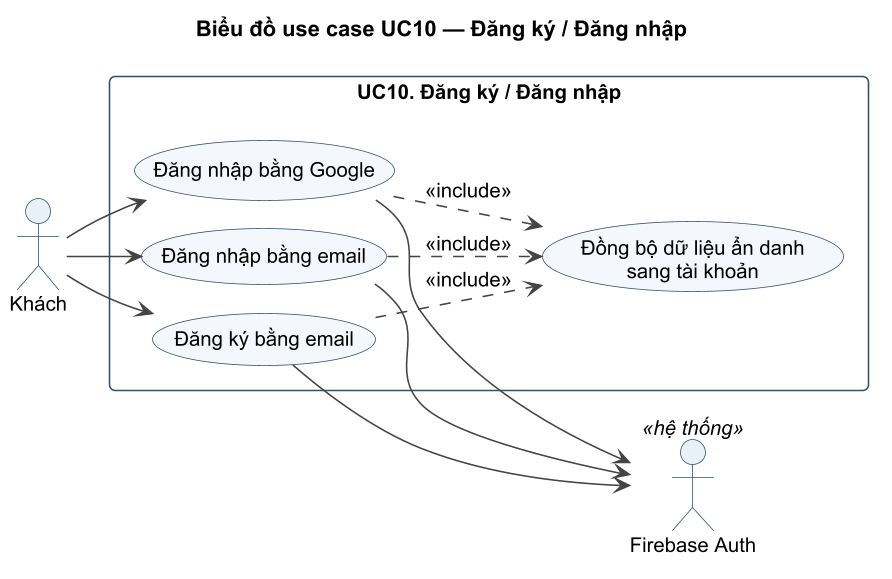 Biểu đồ use case UC10 — Đăng ký / Đăng nhập
UC10. Đăng ký / Đăng nhập
Đăng nhập bằng Google
«include»
Đăng nhập bằng email
«include»
Đồng bộ dữ liệu ẩn danh
sang tài khoản
«include»
Khách
Đăng ký bằng email
«hệ thống»
Firebase Auth